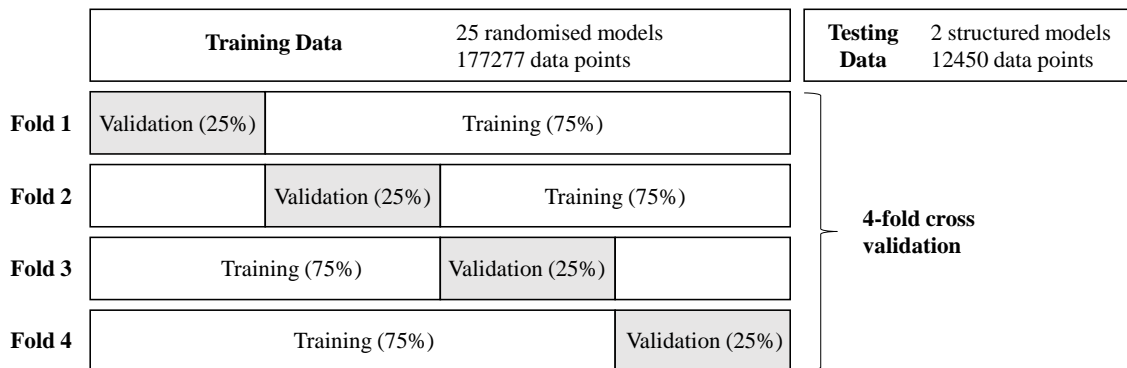 Training Data
25 randomised models
177277 data points
Testing
Data
2 structured models
12450 data points
Fold 1
Validation (25%)
Training (75%)
Fold 2
Validation (25%)
Training (75%)
Fold 3
Training (75%)
Validation (25%)
Fold 4
Training (75%)
Validation (25%)
4-fold cross
validation